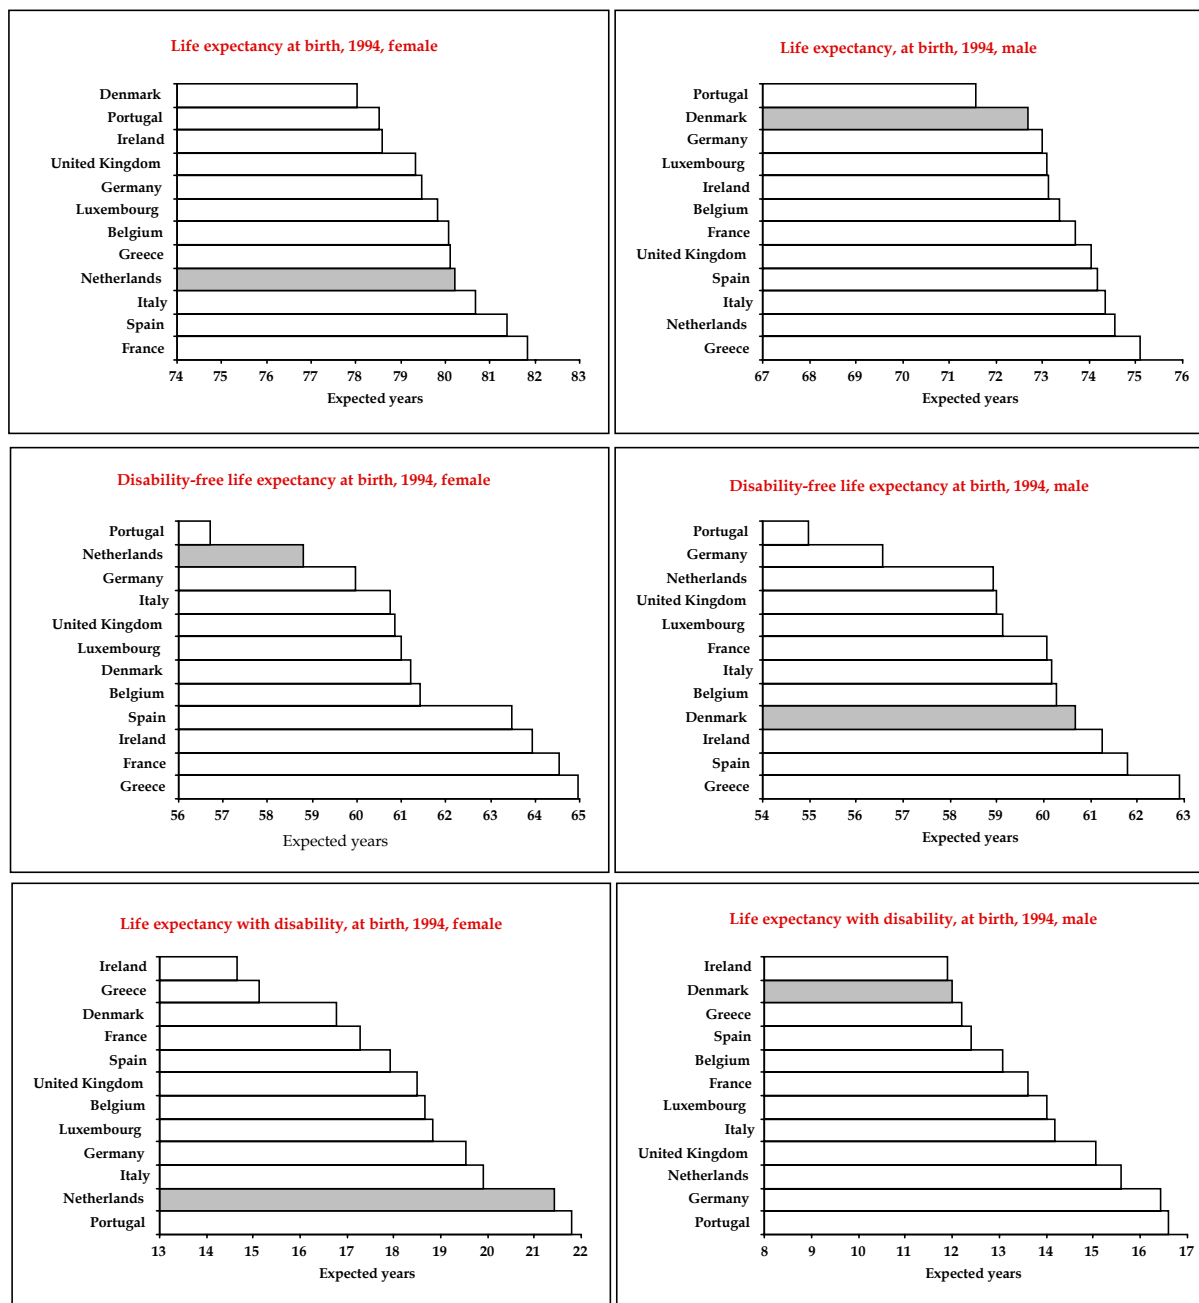 Life expectancy at birth, 1994, female
Denmark
Portugal
Ireland
United Kingdom
Germany
Luxembourg
Belgium
Greece
Netherlands
Italy
Spain
France
74 75 76 77 78 79 80 81 82 83
Expected years
Life expectancy, at birth, 1994, male
Portugal
Denmark
Germany
Luxembourg
Ireland
Belgium
France
United Kingdom
Spain
Italy
Netherlands
Greece
67 68 69 70 71 72 73 74 75 76
Expected years
Disability-free life expectancy at birth, 1994, female
Portugal
Netherlands
Germany
Italy
United Kingdom
Luxembourg
Denmark
Belgium
Spain
Ireland
France
Greece
56 57 58 59 60 61 62 63 64 65
Expected years
Disability-free life expectancy at birth, 1994, male
Portugal
Germany
Netherlands
United Kingdom
Luxembourg
France
Italy
Belgium
Denmark
Ireland
Spain
Greece
54 55 56 57 58 59 60 61 62 63
Expected years
Life expectancy with disability, at birth, 1994, female
Ireland
Greece
Denmark
France
Spain
United Kingdom
Belgium
Luxembourg
Germany
Italy
Netherlands
Portugal
13 14 15 16 17 18 19 20 21 22
Expected years
Life expectancy with disability, at birth, 1994, male
Ireland
Denmark
Greece
Spain
Belgium
France
Luxembourg
Italy
United Kingdom
Netherlands
Germany
Portugal
8 9 10 11 12 13 14 15 16 17
Expected years